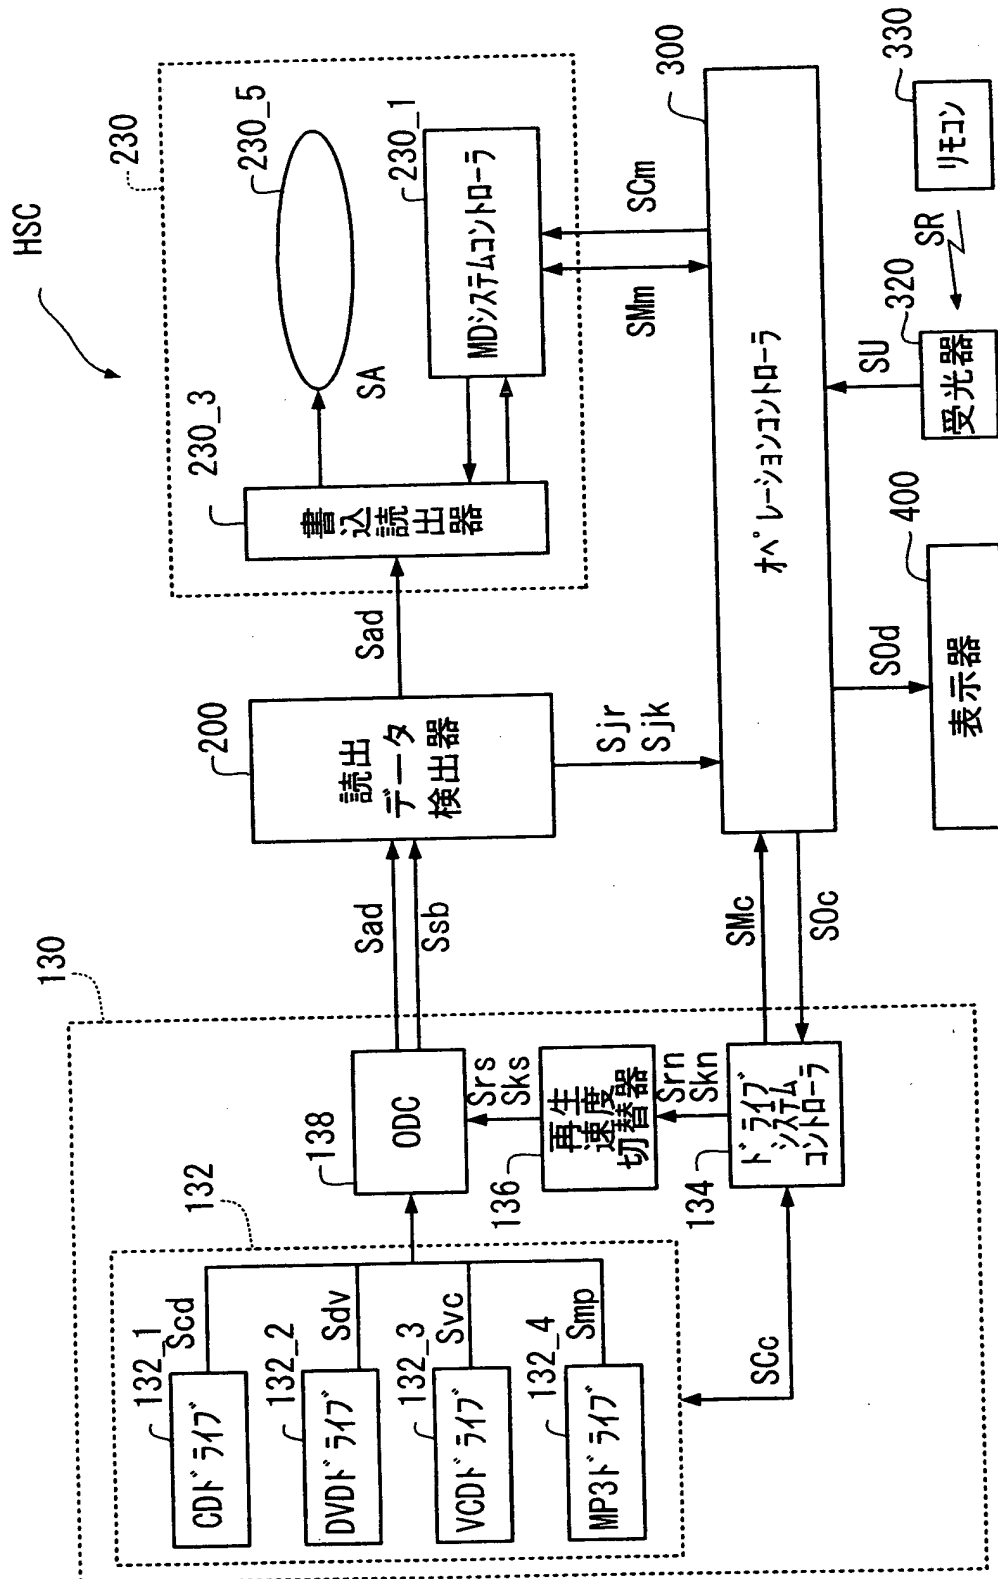 HSC
130
132
132_1
CDドライブ
Scd
132_2
DVDドライブ
Sdv
132_3
VCDドライブ
Svc
132_4
MP3ドライブ
Smp
138
ODC
Srs
Sks
136
再生
速度
切替器
Srn
Skn
134
ドライブ
システム
コントローラ
SCc
Sad
Ssb
200
読出
データ
検出器
Sad
Sjr
Sjk
SMc
SOc
230
230_3
書込読出器
SA
230_5
230_1
MDシステムコントローラ
SMm
SCm
300
オペレーションコントローラ
SOd
400
表示器
SU
320
受光器
SR
330
リモコン